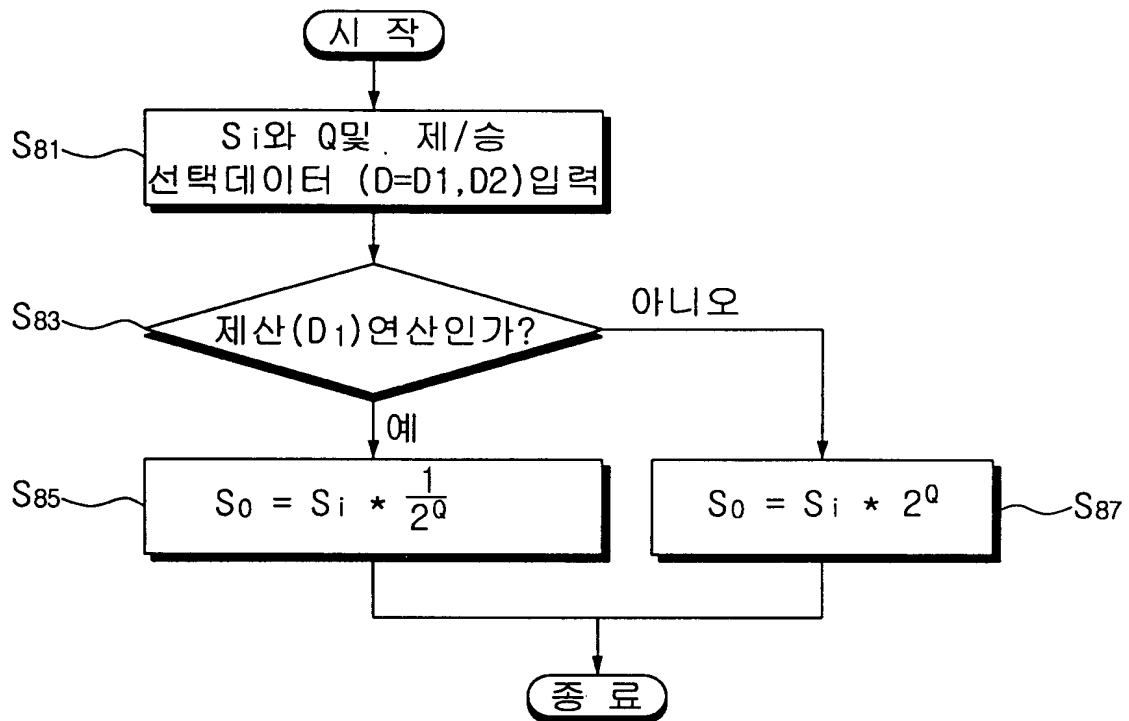 시 작
S81
Si와 Q및 제/승
선택데이터 (D=D1,D2)입력
S83
제산(D1)연산인가?
아니오
예
S85
S0 = Si * 1/2^Q
S0 = Si * 2^Q
S87
종 료